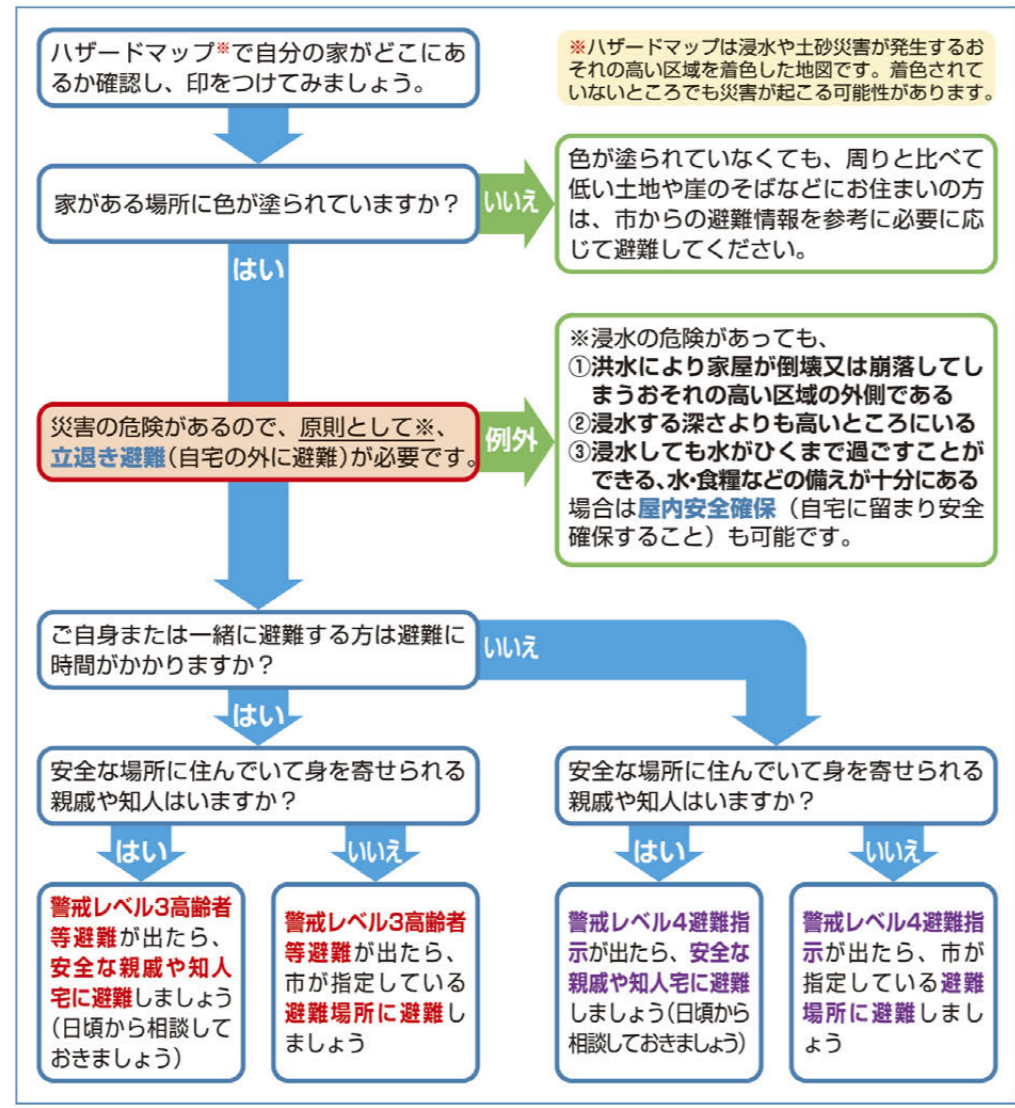 ハザードマップ※で自分の家がどこにあ
るか確認し、印をつけてみましょう。
※ハザードマップは浸水や土砂災害が発生するお
それの高い区域を着色した地図です。着色されて
いないところでも災害が起こる可能性があります。
家がある場所に色が塗られていますか？
いいえ
色が塗られていなくても、周りと比べて
低い土地や崖のそばなどにお住まいの方
は、市からの避難情報を参考に必要に応
じて避難してください。
はい
災害の危険があるので、原則として※、
立退き避難(自宅の外に避難)が必要です。
例外
※浸水の危険があっても、
①洪水により家屋が倒壊又は崩落してし
まうおそれの高い区域の外側である
②浸水する深さよりも高いところにいる
③浸水しても水がひくまで過ごすことが
できる、水・食糧などの備えが十分にある
場合は屋内安全確保（自宅に留まり安全
確保すること）も可能です。
ご自身または一緒に避難する方は避難に
時間がかかりますか？
いいえ
はい
安全な場所に住んでいて身を寄せられる
親戚や知人はいますか？
はい
いいえ
警戒レベル3高齢者
等避難が出たら、
安全な親戚や知人
宅に避難しましょう
（日頃から相談して
おきましょう）
警戒レベル3高齢者
等避難が出たら、
市が指定している
避難場所に避難し
ましょう
安全な場所に住んでいて身を寄せられる
親戚や知人はいますか？
はい
いいえ
警戒レベル4避難指
示が出たら、安全な
親戚や知人宅に避難
しましょう（日頃から
相談しておきましょう）
警戒レベル4避難指
示が出たら、市が
指定している避難
場所に避難しまし
ょう